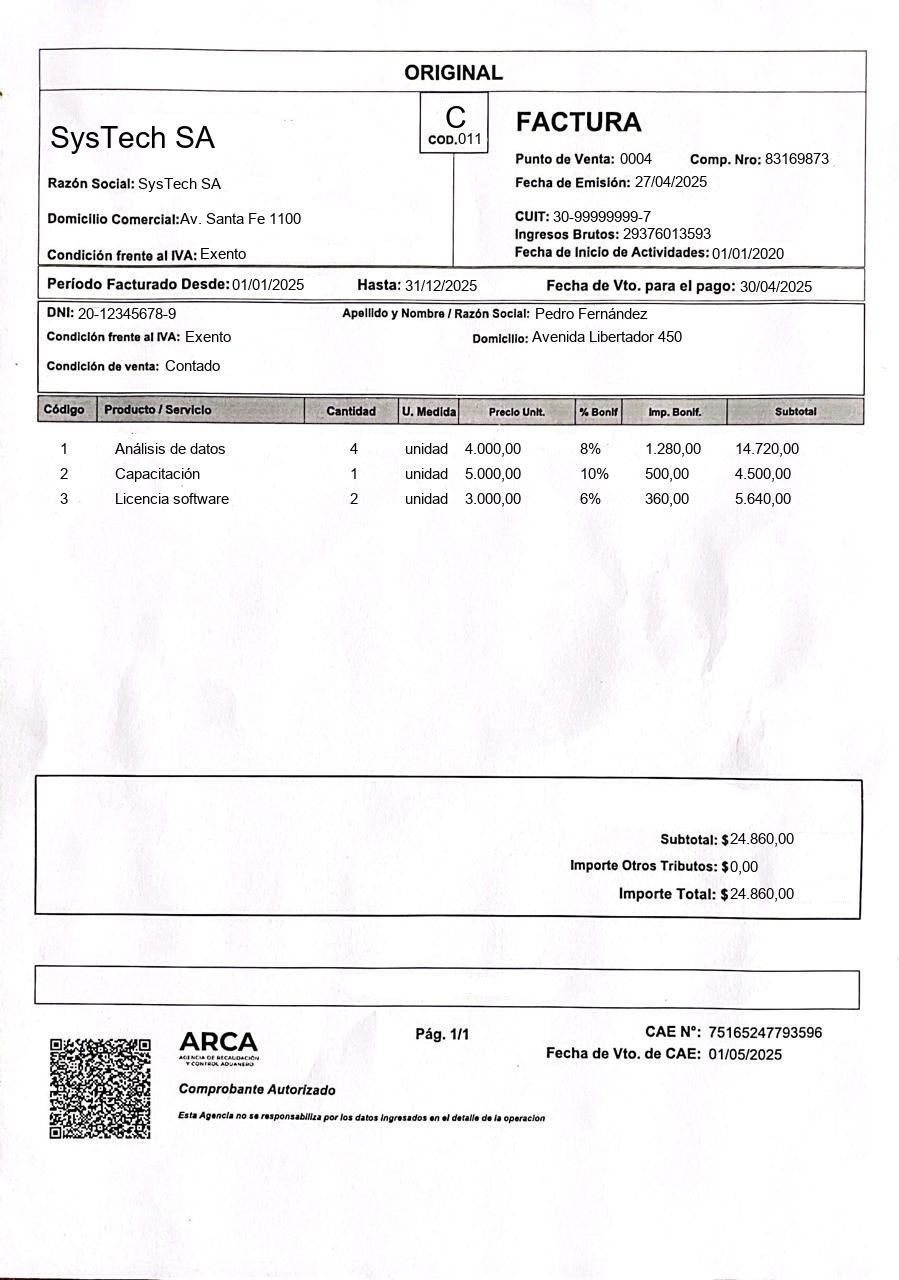 ORIGINAL
C
COD.011
SysTech SA
FACTURA
Punto de Venta: 0004 Comp. Nro: 83169873
Razón Social: SysTech SA
Fecha de Emisión: 27/04/2025
Domicilio Comercial:Av. Santa Fe 1100
CUIT: 30-99999999-7
Ingresos Brutos: 29376013593
Condición frente al IVA: Exento
Fecha de Inicio de Actividades: 01/01/2020
Período Facturado Desde: 01/01/2025 Hasta: 31/12/2025 Fecha de Vto. para el pago: 30/04/2025
DNI: 20-12345678-9 Apellido y Nombre / Razón Social: Pedro Fernández
Condición frente al IVA: Exento Domicilio: Avenida Libertador 450
Condición de venta: Contado
Código Producto / Servicio Cantidad U. Medida Precio Unit. % Bonif Imp. Bonif. Subtotal
1 Análisis de datos 4 unidad 4.000,00 8% 1.280,00 14.720,00
2 Capacitación 1 unidad 5.000,00 10% 500,00 4.500,00
3 Licencia software 2 unidad 3.000,00 6% 360,00 5.640,00
Subtotal: $24.860,00
Importe Otros Tributos: $0,00
Importe Total: $24.860,00
ARCA
AGENCIA DE RECAUDACIÓN
Y CONTROL ADUANERO
Pág. 1/1
CAE N°: 75165247793596
Fecha de Vto. de CAE: 01/05/2025
Comprobante Autorizado
Esta Agencia no se responsabiliza por los datos ingresados en el detalle de la operación